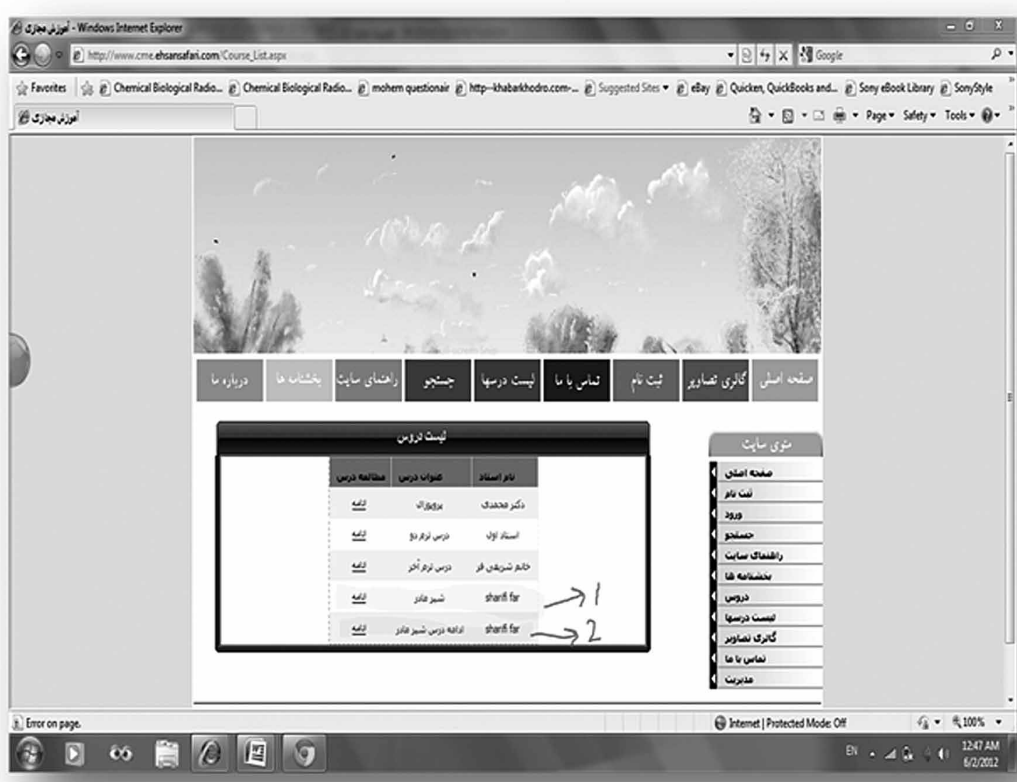 آموزش مجازی - Windows Internet Explorer
http://www.cme.ehsansafari.com/Course_List.aspx
Google
Favorites Chemical Biological Radio... Chemical Biological Radio... mohem questionair http--khabarkhodro.com-... Suggested Sites eBay Quicken, QuickBooks and... Sony eBook Library SonyStyle
آموزش مجازی Page Safety Tools
صفحه اصلی گالری تصاویر ثبت نام تماس با ما لیست درسها جستجو راهنمای سایت بخشنامه ها درباره ما
لیست دروس
نام استاد عنوان درس مطالعه درس
دکتر محمدی ادامه
استاد اول درس ترم دو ادامه
خانم شریفی فر درس ترم آخر ادامه
sharifi far شیر مادر ادامه
1
sharifi far ادامه درس شیر مادر ادامه
2
منوی سایت
صفحه اصلی
ثبت نام
ورود
جستجو
راهنمای سایت
بخشنامه ها
دروس
لیست درسها
گالری تصاویر
تماس با ما
مدیریت
Error on page. Internet | Protected Mode: Off 100%
EN 12:47 AM
6/2/2012